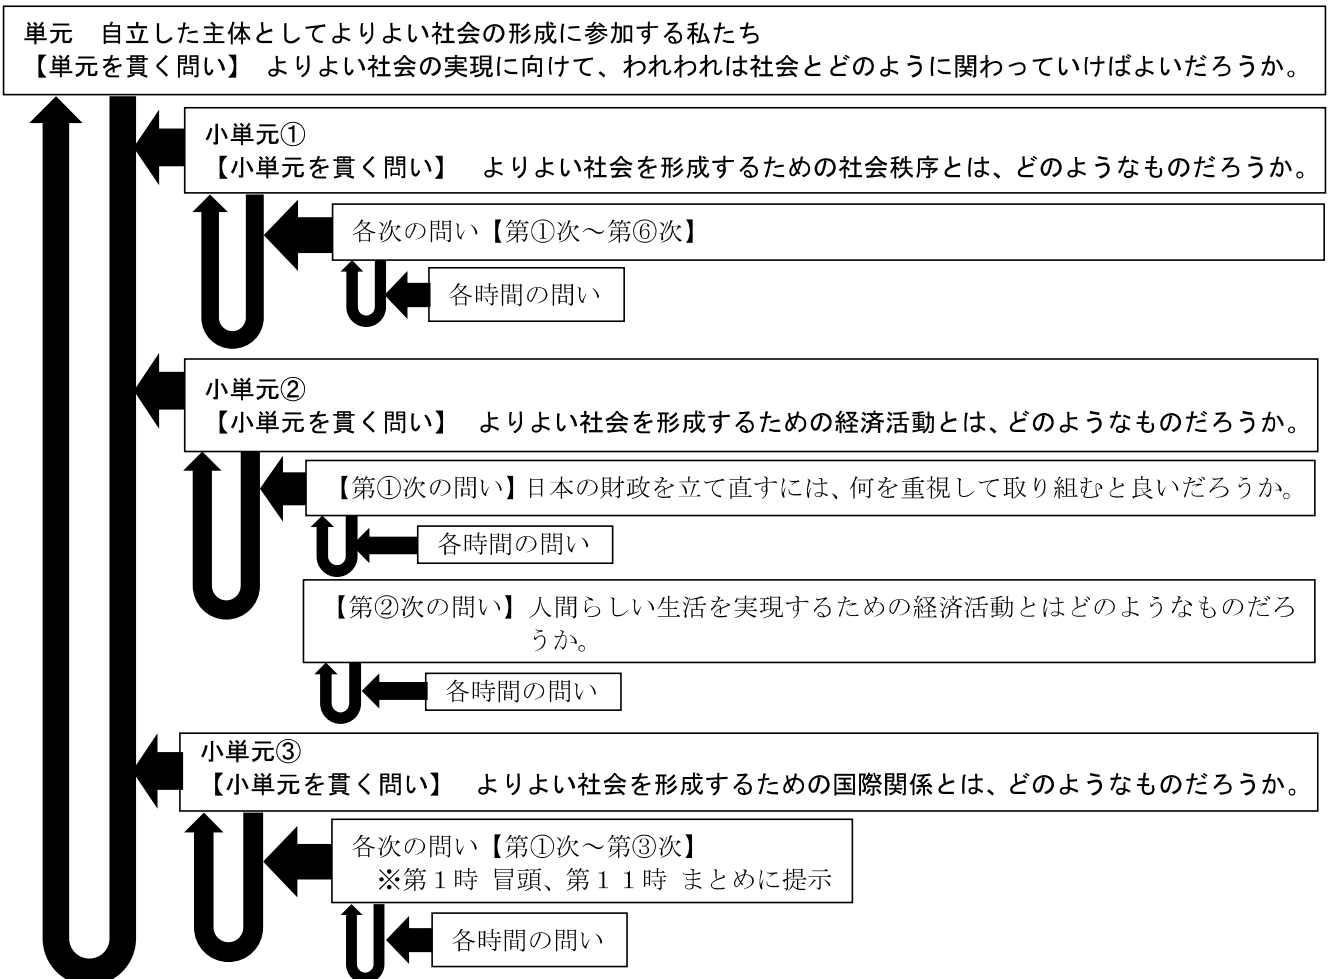 単元　自立した主体としてよりよい社会の形成に参加する私たち
【単元を貫く問い】　よりよい社会の実現に向けて、われわれは社会とどのように関わっていけばよいだろうか。
小単元①
【小単元を貫く問い】　よりよい社会を形成するための社会秩序とは、どのようなものだろうか。
各次の問い【第①次～第⑥次】
各時間の問い
小単元②
【小単元を貫く問い】　よりよい社会を形成するための経済活動とは、どのようなものだろうか。
【第①次の問い】日本の財政を立て直すには、何を重視して取り組むと良いだろうか。
各時間の問い
【第②次の問い】人間らしい生活を実現するための経済活動とはどのようなものだろ
うか。
各時間の問い
小単元③
【小単元を貫く問い】　よりよい社会を形成するための国際関係とは、どのようなものだろうか。
各次の問い【第①次～第③次】
※第１時 冒頭、第１１時 まとめに提示
各時間の問い